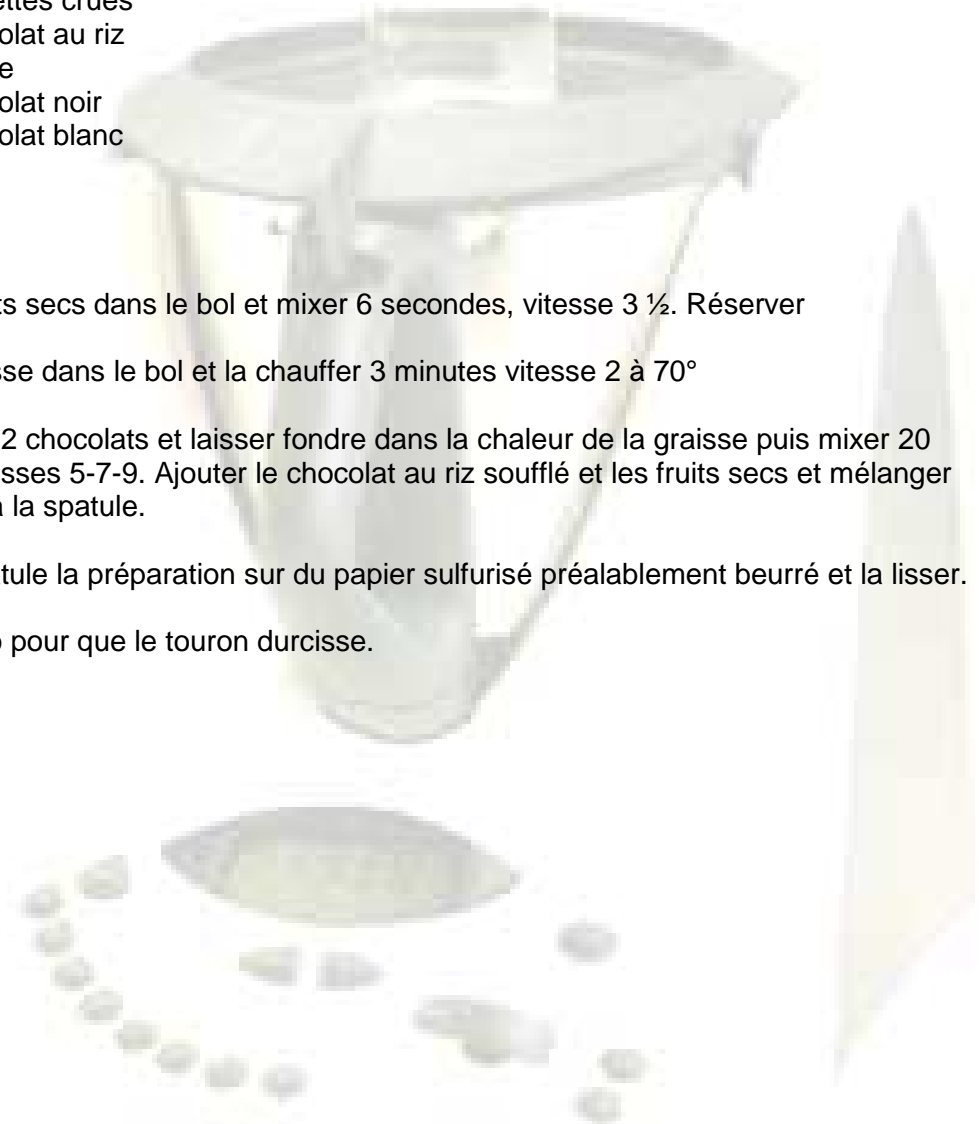 ettes crues
olat au riz
e
olat noir
olat blanc
ts secs dans le bol et mixer 6 secondes, vitesse 3 ½. Réserver
sse dans le bol et la chauffer 3 minutes vitesse 2 à 70°
2 chocolats et laisser fondre dans la chaleur de la graisse puis mixer 20
sses 5-7-9. Ajouter le chocolat au riz soufflé et les fruits secs et mélanger
à la spatule.
tule la préparation sur du papier sulfurisé préalablement beurré et la lisser.
o pour que le touron durcisse.